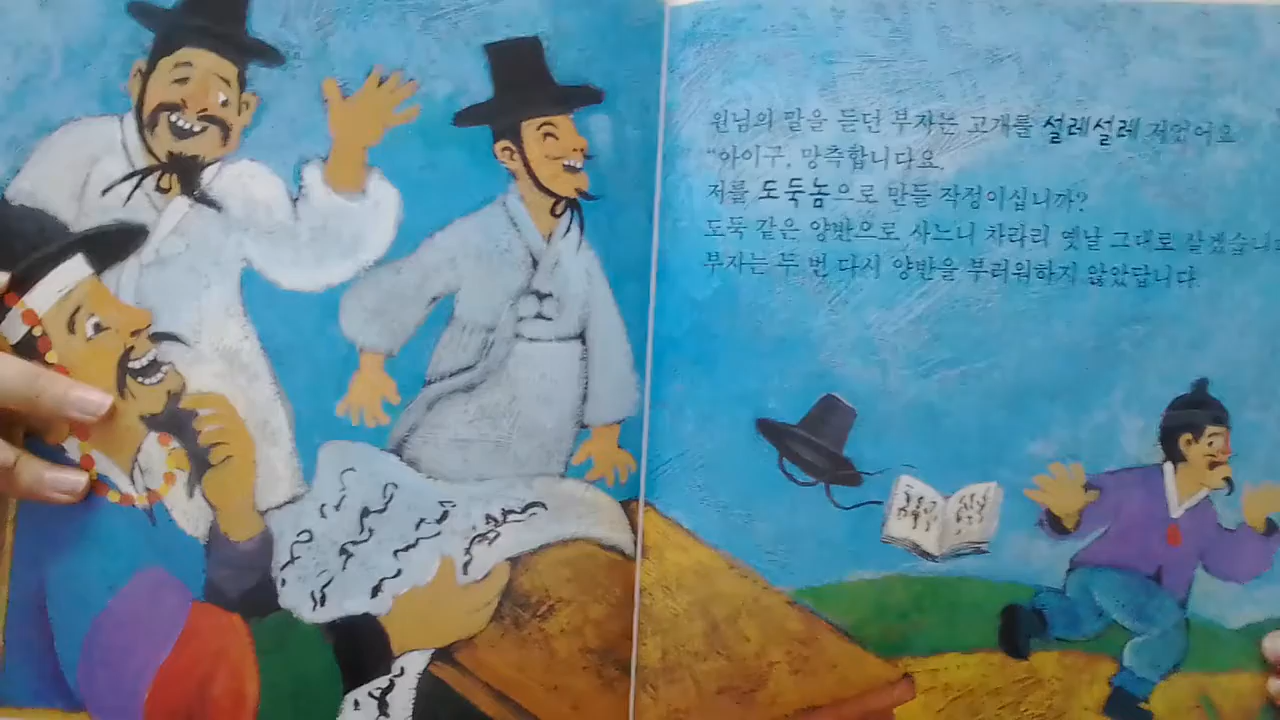 원님의 말을 듣던 부자는 고개를 설레설레 저었어요
"아이구, 망측합니다요.
저를 도둑놈으로 만들 작정이십니까?
도둑 같은 양반으로 사느니 차라리 옛날 그대로 살겠습니다
부자는 두 번 다시 양반을 부러워하지 않았답니다.